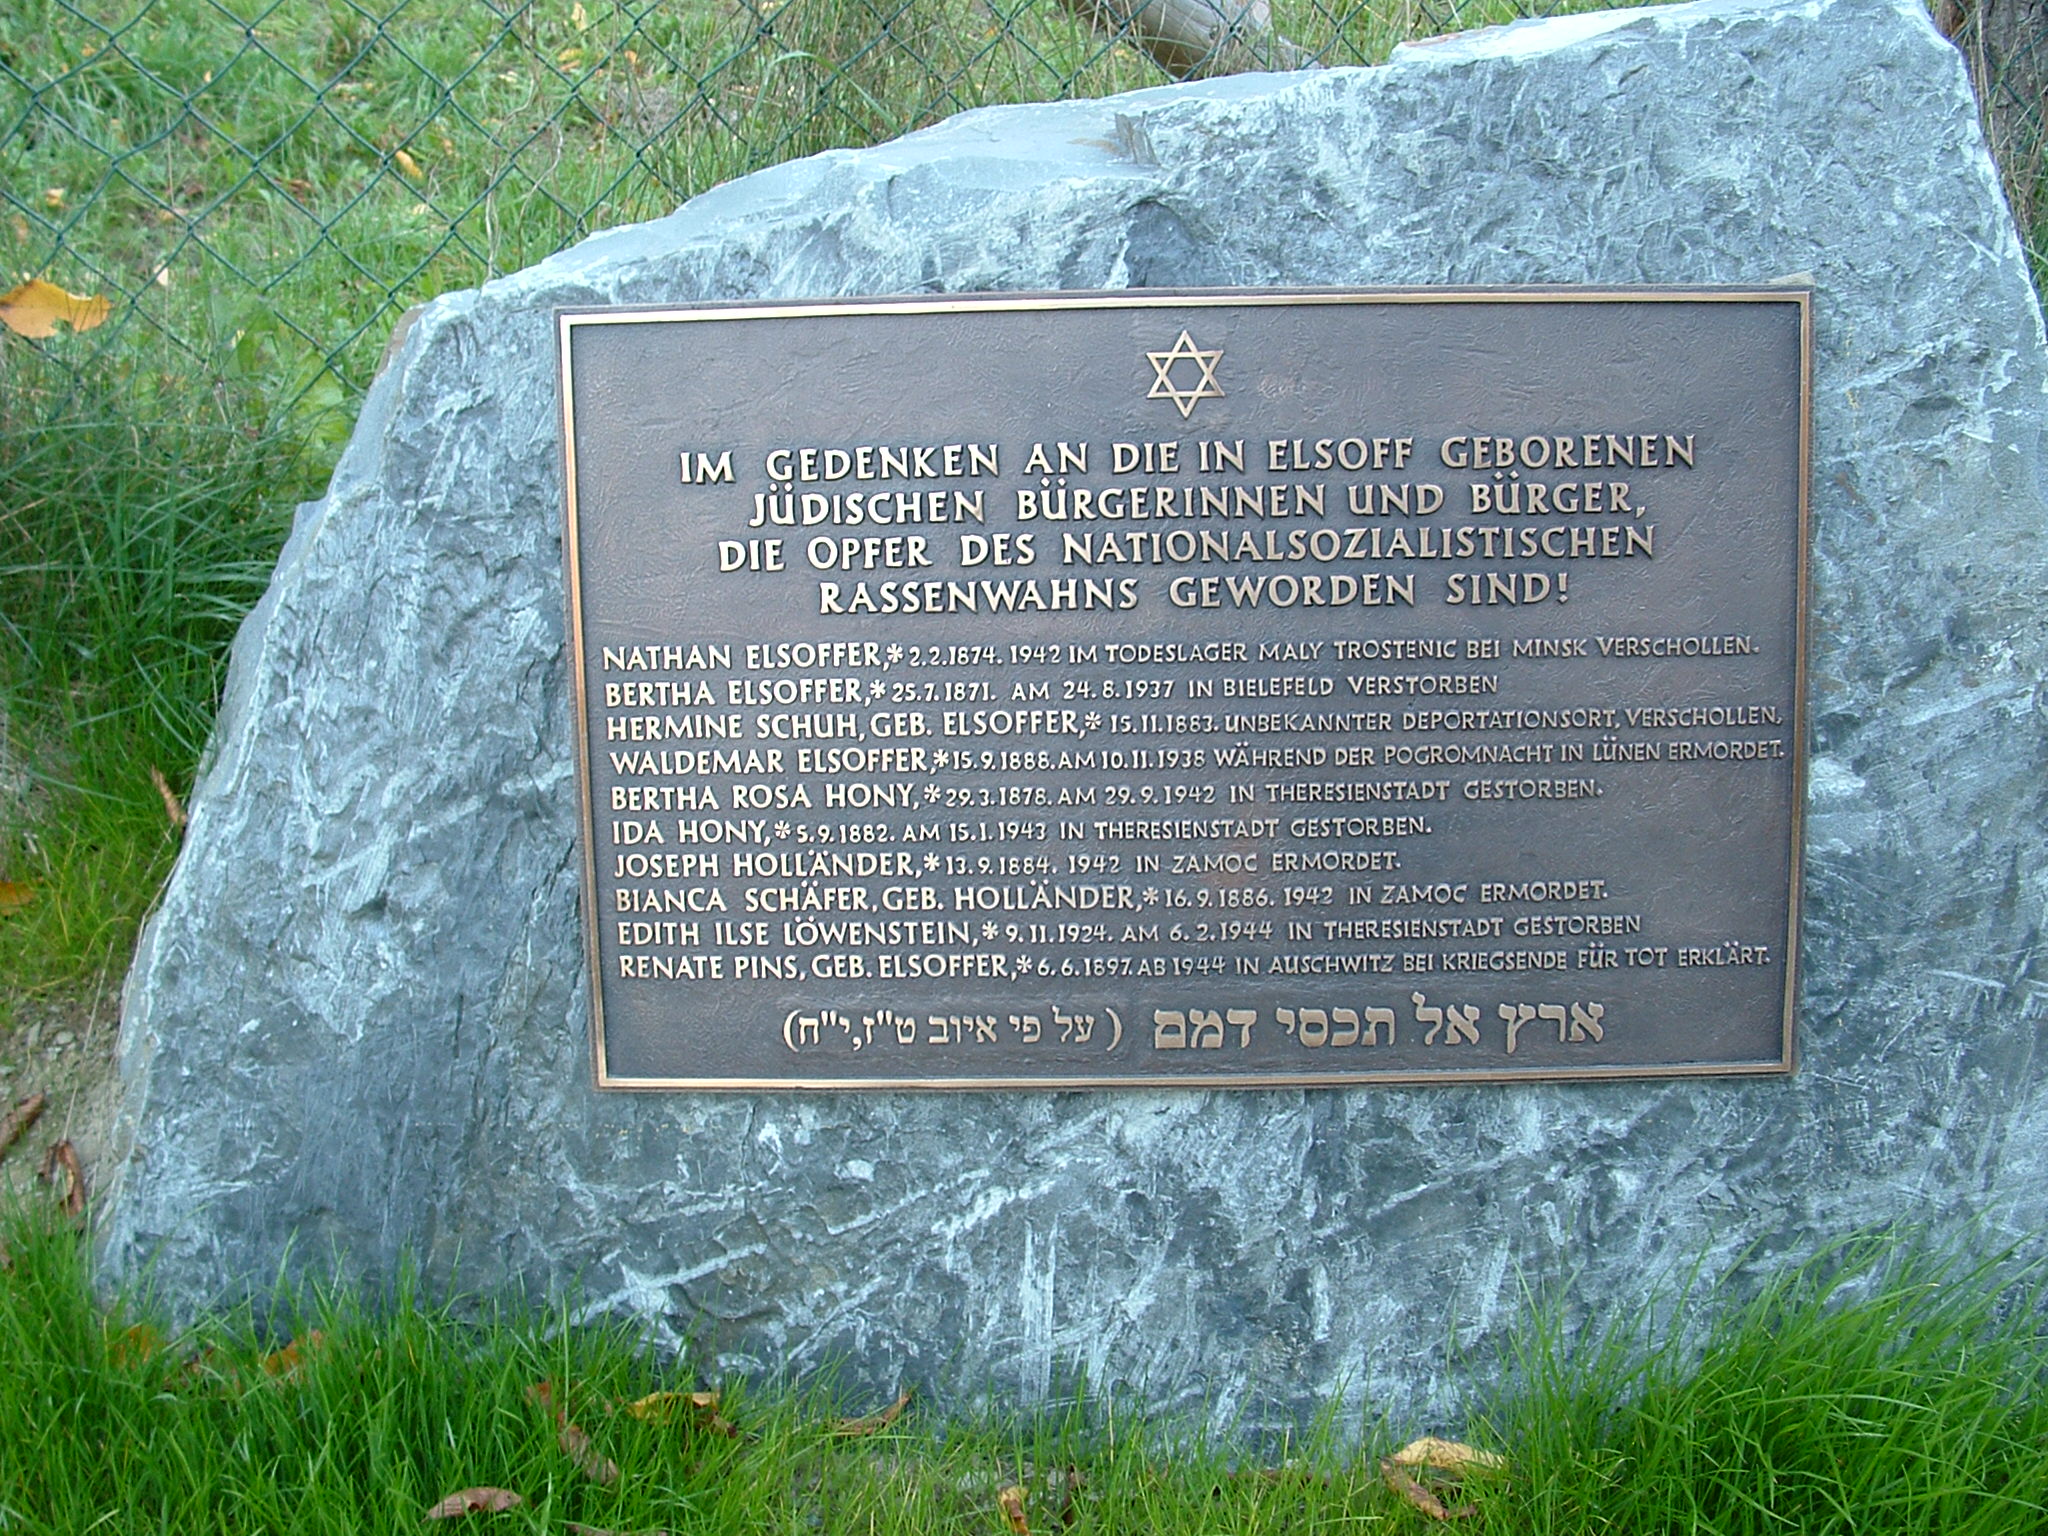 IM GEDENKEN AN DIE IN ELSOFF GEBORENEN
JÜDISCHEN BÜRGERINNEN UND BÜRGER,
DIE OPFER DES NATIONALSOZIALISTISCHEN
RASSENWAHNS GEWORDEN SIND!
NATHAN ELSOFFER,* 2.2.1874. 1942 IM TODESLAGER MALY TROSTENIC BEI MINSK VERSCHOLLEN.
BERTHA ELSOFFER,* 25.7.1871. AM 24.8.1937 IN BIELEFELD VERSTORBEN
HERMINE SCHUH, GEB. ELSOFFER,* 15.11.1883. UNBEKANNTER DEPORTATIONSORT, VERSCHOLLEN,
WALDEMAR ELSOFFER,* 15.9.1888. AM 10.11.1938 WÄHREND DER POGROMNACHT IN LÜNEN ERMORDET.
BERTHA ROSA HONY,* 29.3.1878. AM 29.9.1942 IN THERESIENSTADT GESTORBEN.
IDA HONY,* 5.9.1882. AM 15.1.1943 IN THERESIENSTADT GESTORBEN.
JOSEPH HOLLÄNDER,* 13.9.1884. 1942 IN ZAMOC ERMORDET.
BIANCA SCHÄFER, GEB. HOLLÄNDER,* 16.9.1886. 1942 IN ZAMOC ERMORDET.
EDITH ILSE LÖWENSTEIN,* 9.11.1924. AM 6.2.1944 IN THERESIENSTADT GESTORBEN
RENATE PINS, GEB. ELSOFFER,* 6.6.1897. AB 1944 IN AUSCHWITZ BEI KRIEGSENDE FÜR TOT ERKLÄRT.
ארץ אל תכסי דמם (על פי איוב ט"ז,י"ח)